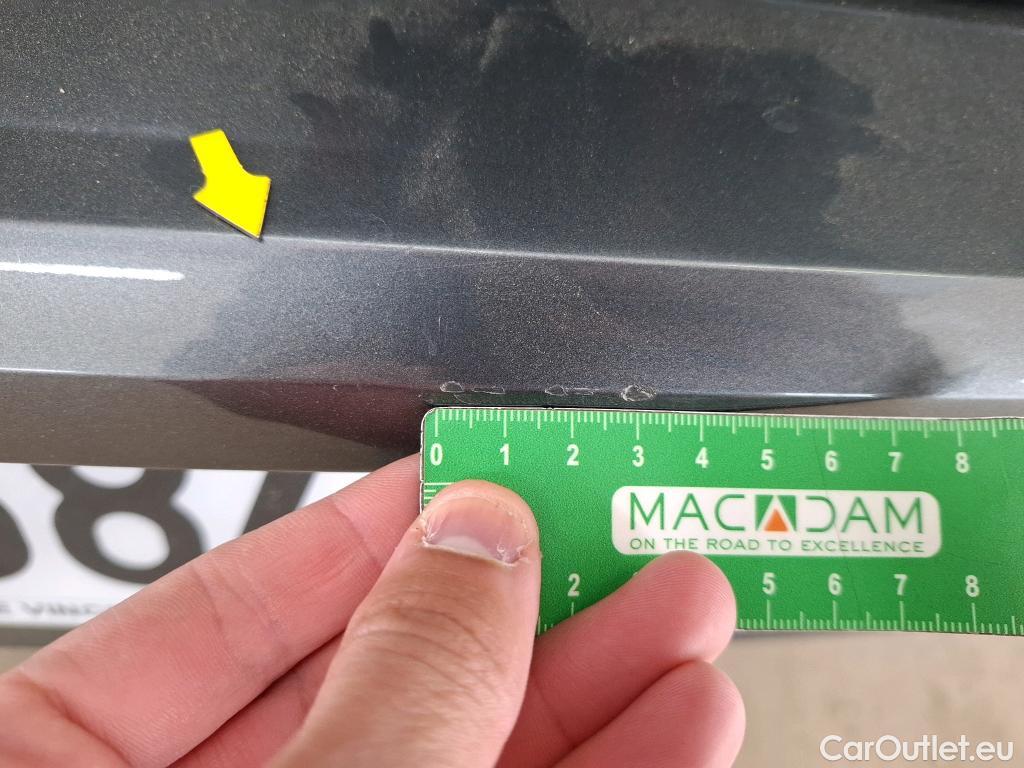 0 1 2 3 4 5 6 7 8
MACADAM
ON THE ROAD TO EXCELLENCE
2 5 6 7 8
87
CarOutlet.eu